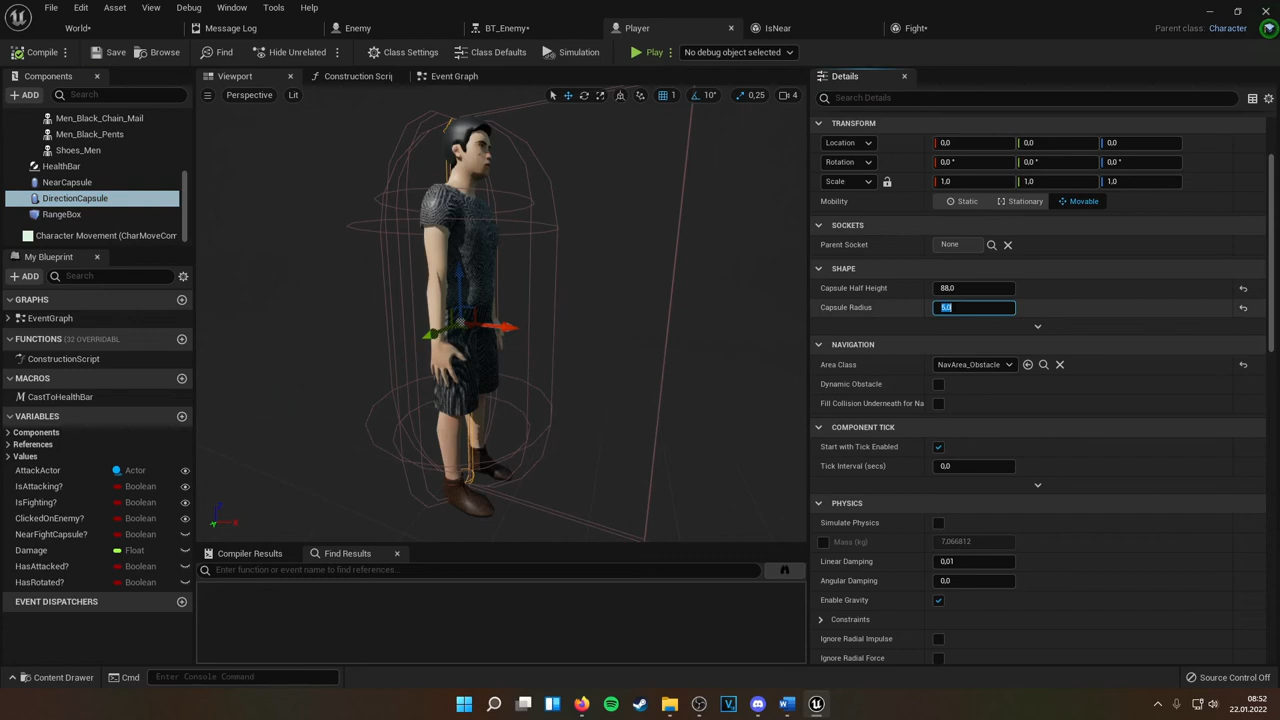 File Edit Asset View Debug Window Tools Help
World* Message Log Enemy BT_Enemy* Player IsNear Fight* Parent class: Character
Compile Save Browse Find Hide Unrelated Class Settings Class Defaults Simulation Play No debug object selected
Components Viewport Construction Scrip Event Graph Details
ADD Search Perspective Lit 1 10° 0,25 4 Search Details
Men_Black_Chain_Mail
Men_Black_Pents
Shoes_Men
HealthBar
NearCapsule
DirectionCapsule
RangeBox
Character Movement (CharMoveCom
My Blueprint
ADD Search
GRAPHS
EventGraph
FUNCTIONS (32 OVERRIDABL
ConstructionScript
MACROS
CastToHealthBar
VARIABLES
Components
References
Values
AttackActor Actor
IsAttacking? Boolean
IsFighting? Boolean
ClickedOnEnemy? Boolean
NearFightCapsule? Boolean
Damage Float
HasAttacked? Boolean
HasRotated? Boolean
EVENT DISPATCHERS
Compiler Results Find Results
Enter function or event name to find references...
TRANSFORM
Location 0,0 0,0 0,0
Rotation 0,0 ° 0,0 ° 0,0 °
Scale 1,0 1,0 1,0
Mobility Static Stationary Movable
SOCKETS
Parent Socket None
SHAPE
Capsule Half Height 88,0
Capsule Radius 5,0
NAVIGATION
Area Class NavArea_Obstacle
Dynamic Obstacle
Fill Collision Underneath for Na
COMPONENT TICK
Start with Tick Enabled
Tick Interval (secs) 0,0
PHYSICS
Simulate Physics
Mass (kg) 7,066812
Linear Damping 0,01
Angular Damping 0,0
Enable Gravity
Constraints
Ignore Radial Impulse
Ignore Radial Force
Content Drawer Cmd Enter Console Command Source Control Off
08:52
22.01.2022